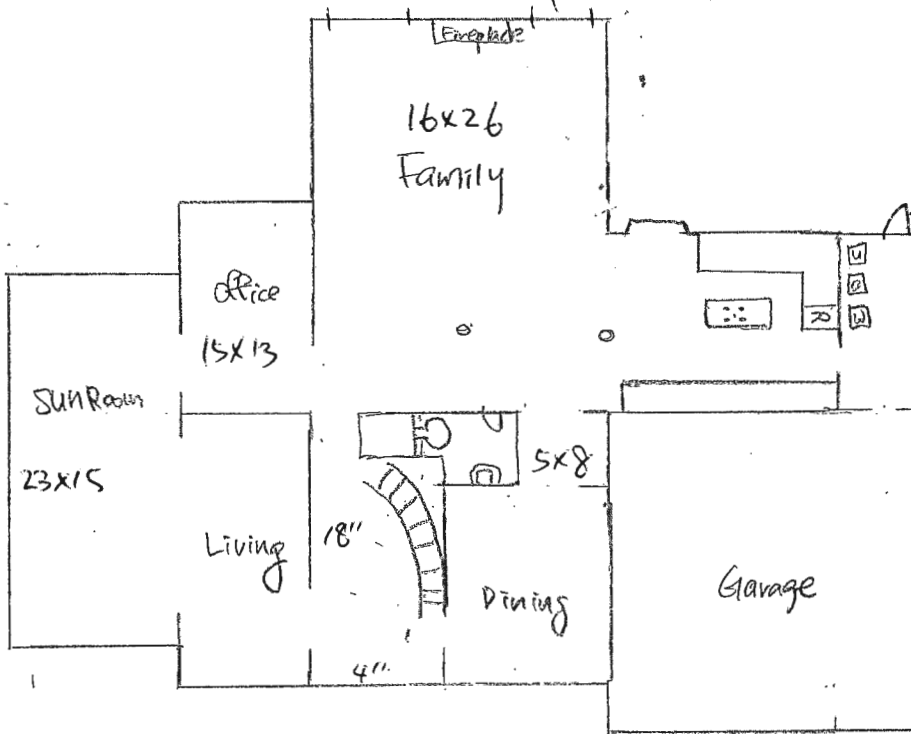 Fireplace
16x26
Family
Office
15x13
SunRoom
23x15
5x8
Living
18"
Dining
Garage
4"
W